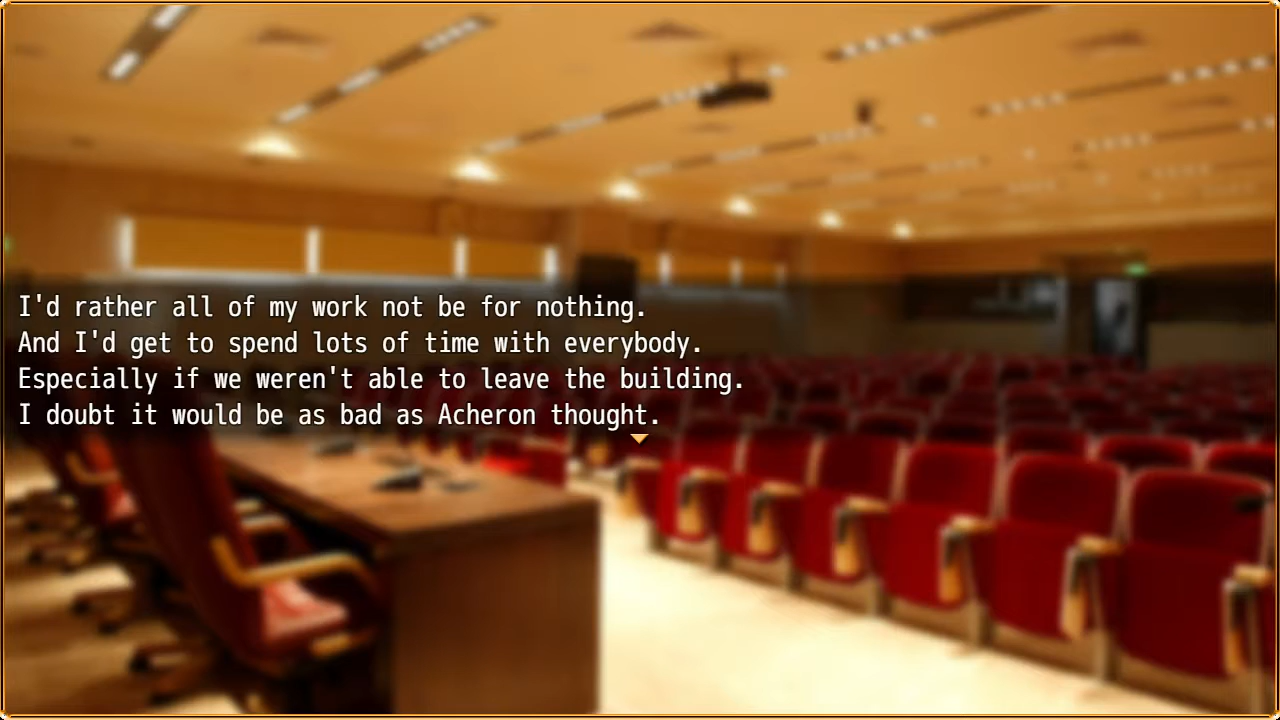 I'd rather all of my work not be for nothing.
And I'd get to spend lots of time with everybody.
Especially if we weren't able to leave the building.
I doubt it would be as bad as Acheron thought.